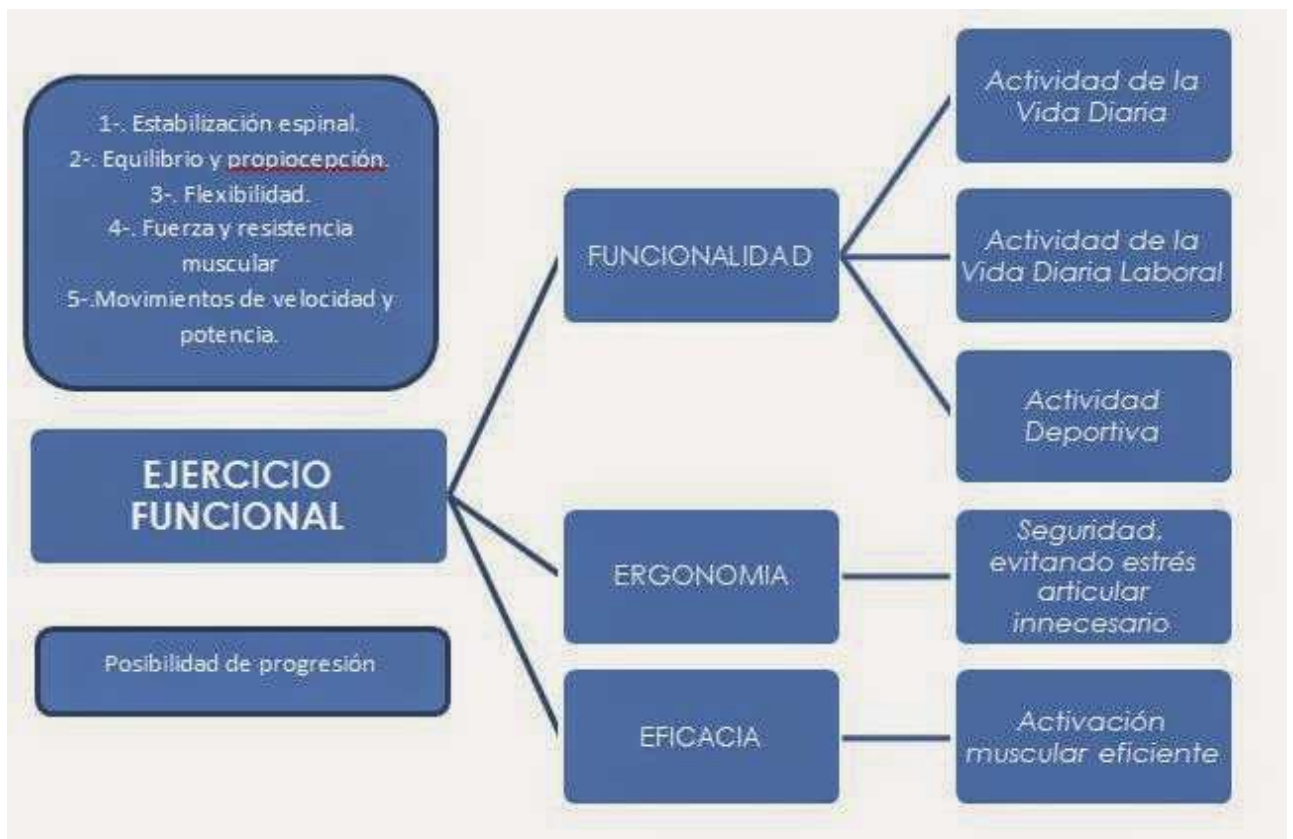 1-. Estabilización espinal.
2-. Equilibrio y propiocepción.
3-. Flexibilidad.
4-. Fuerza y resistencia
muscular
5-.Movimientos de velocidad y
potencia.
EJERCICIO
FUNCIONAL
Posibilidad de progresión
FUNCIONALIDAD
Actividad de la
Vida Diaria
Actividad de la
Vida Diaria Laboral
Actividad
Deportiva
ERGONOMIA
Seguridad,
evitando estrés
articular
innecesario
EFICACIA
Activación
muscular eficiente